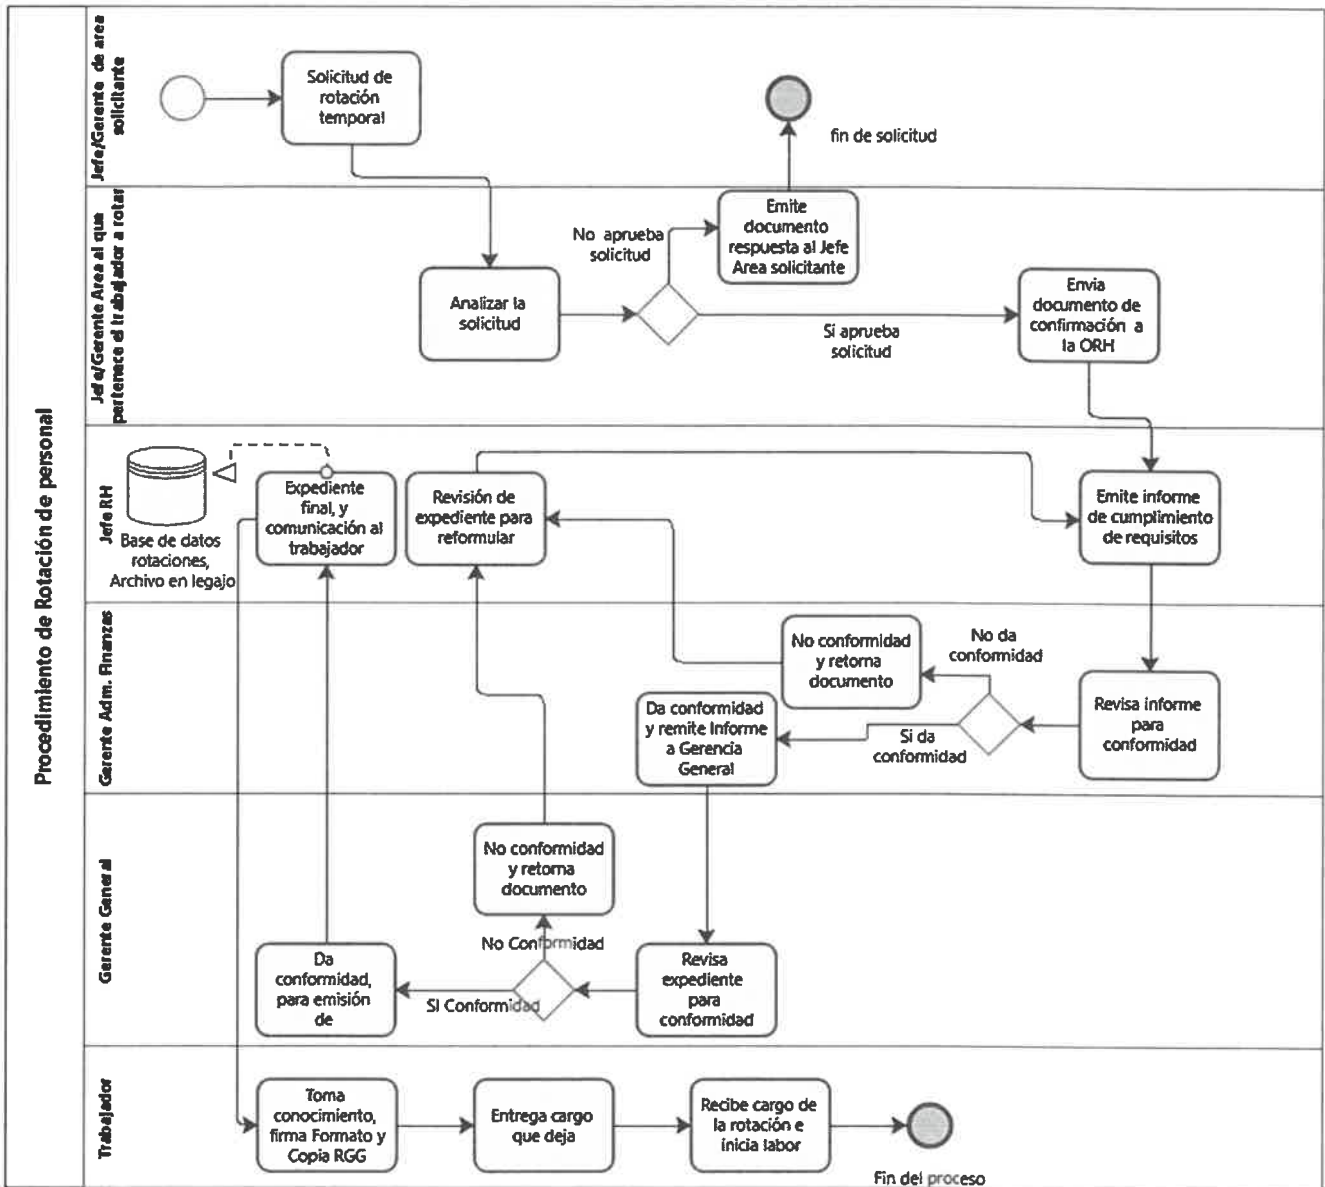 Procedimiento de Rotación de personal
Jefe/Gerente de area
solicitante
Solicitud de
rotación
temporal
fin de solicitud
Jefe/Gerente Area al que
pertenece el trabajador a rotar
Emite
documento
respuesta al Jefe
Area solicitante
No aprueba
solicitud
Analizar la
solicitud
Si aprueba
solicitud
Envia
documento de
confirmación a
la ORH
Jefe RH
Base de datos
rotaciones,
Archivo en legajo
Expediente
final, y
comunicación al
trabajador
Revisión de
expediente para
reformular
Emite informe
de cumplimiento
de requisitos
Gerente Adm. Finanzas
No conformidad
y retorna
documento
No da
conformidad
Da conformidad
y remite Informe
a Gerencia
General
Si da
conformidad
Revisa informe
para
conformidad
Gerente General
No conformidad
y retorna
documento
No Conformidad
Da
conformidad,
para emisión
de
SI Conformidad
Revisa
expediente
para
conformidad
Trabajador
Toma
conocimiento,
firma Formato y
Copia RGG
Entrega cargo
que deja
Recibe cargo de
la rotación e
inicia labor
Fin del proceso